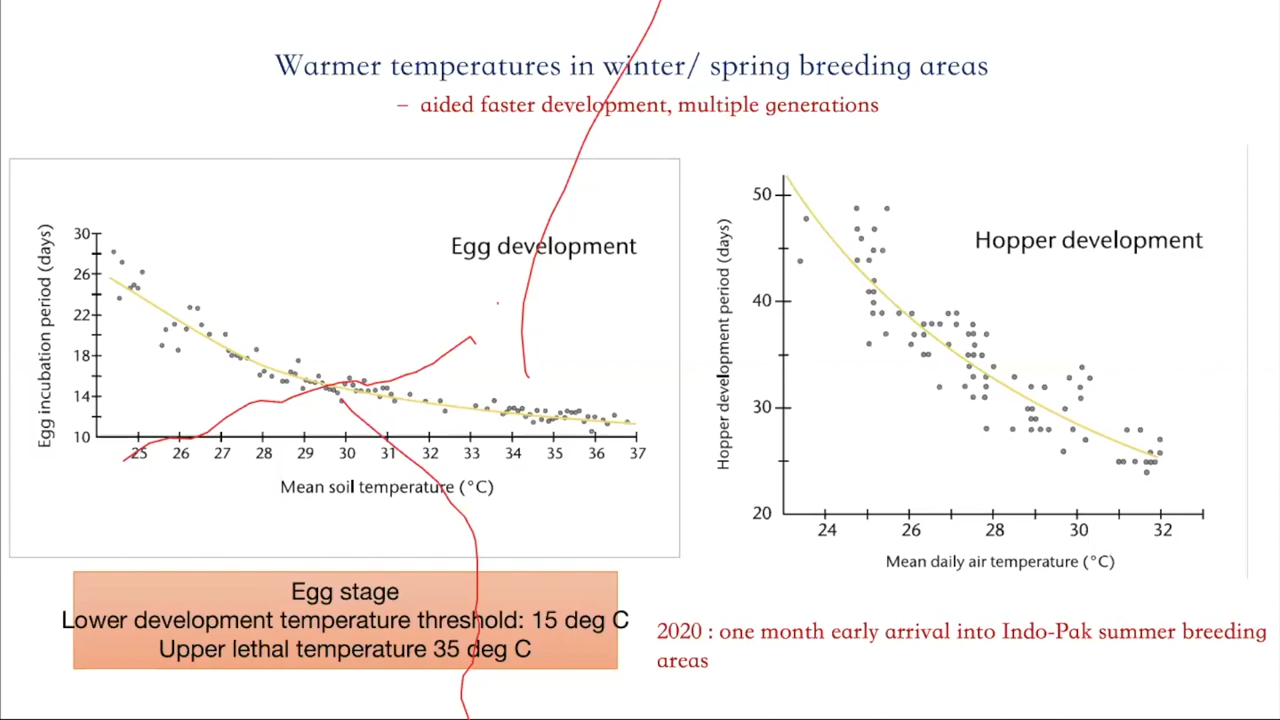 Warmer temperatures in winter/ spring breeding areas
– aided faster development, multiple generations
Egg development
Egg incubation period (days)
30
26
22
18
14
10
25 26 27 28 29 30 31 32 33 34 35 36 37
Mean soil temperature (°C)
Hopper development
Hopper development period (days)
50
40
30
20
24 26 28 30 32
Mean daily air temperature (°C)
Egg stage
Lower development temperature threshold: 15 deg C
Upper lethal temperature 35 deg C
2020 : one month early arrival into Indo-Pak summer breeding
areas